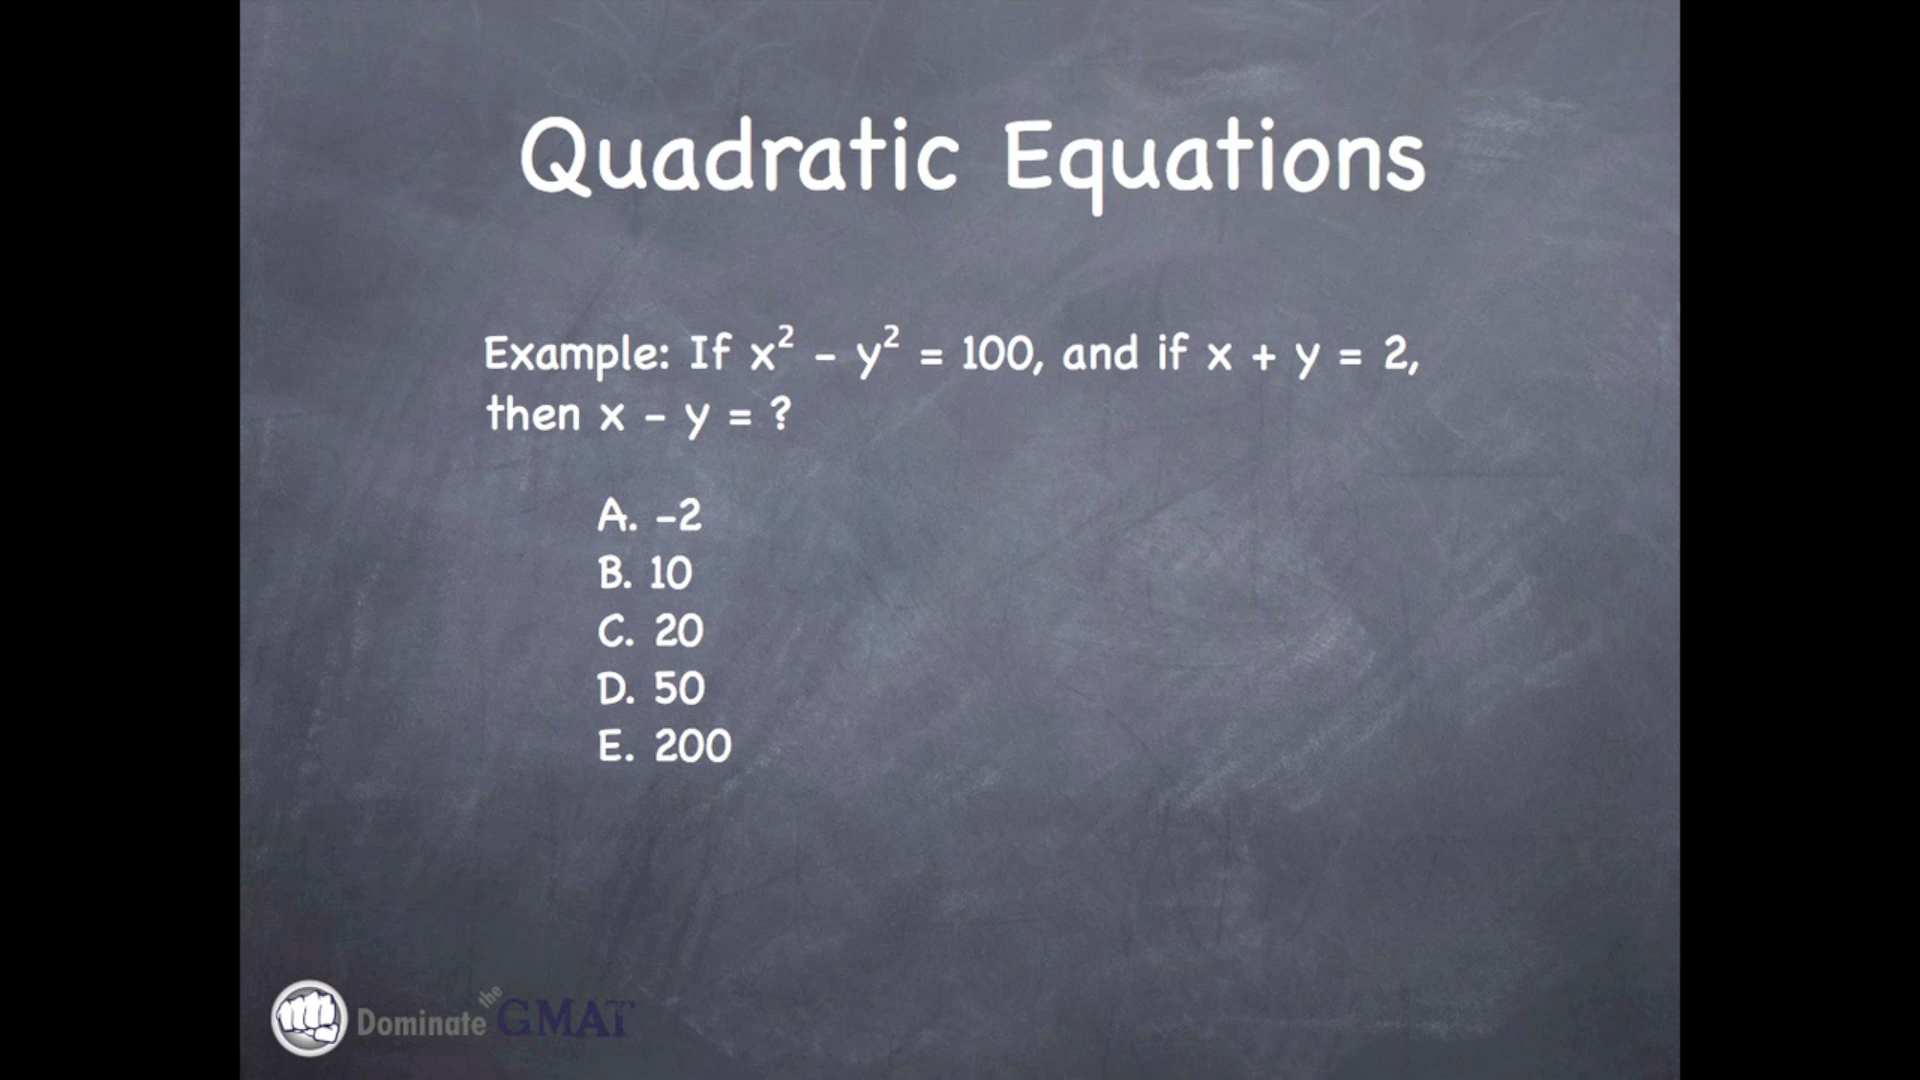 Quadratic Equations
Example: If x² - y² = 100, and if x + y = 2,
then x - y = ?
A. -2
B. 10
C. 20
D. 50
E. 200
Dominate the GMAT